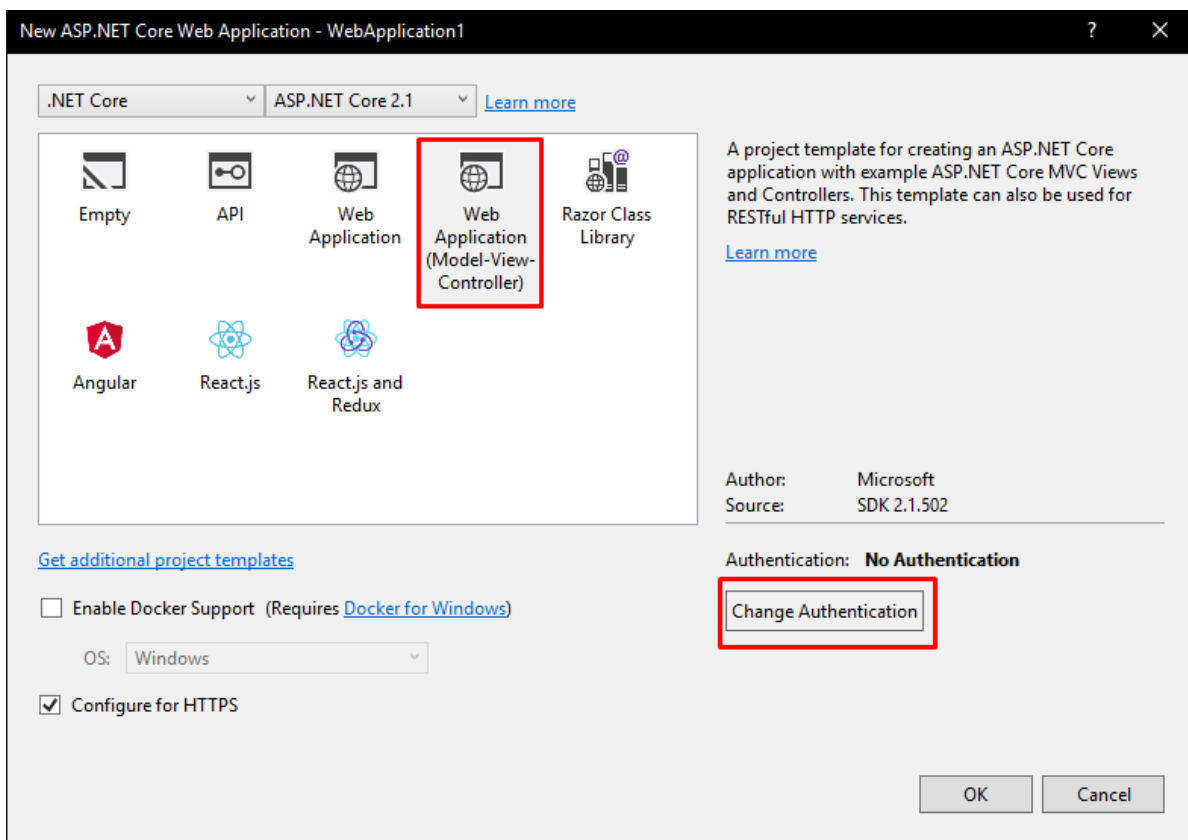 New ASP.NET Core Web Application - WebApplication1
?
.NET Core
ASP.NET Core 2.1
Learn more
Empty
API
Web
Application
Web
Application
(Model-View-
Controller)
Razor Class
Library
Angular
React.js
React.js and
Redux
A project template for creating an ASP.NET Core
application with example ASP.NET Core MVC Views
and Controllers. This template can also be used for
RESTful HTTP services.
Learn more
Author: Microsoft
Source: SDK 2.1.502
Get additional project templates
Enable Docker Support (Requires Docker for Windows)
OS: Windows
Configure for HTTPS
Authentication: No Authentication
Change Authentication
OK
Cancel